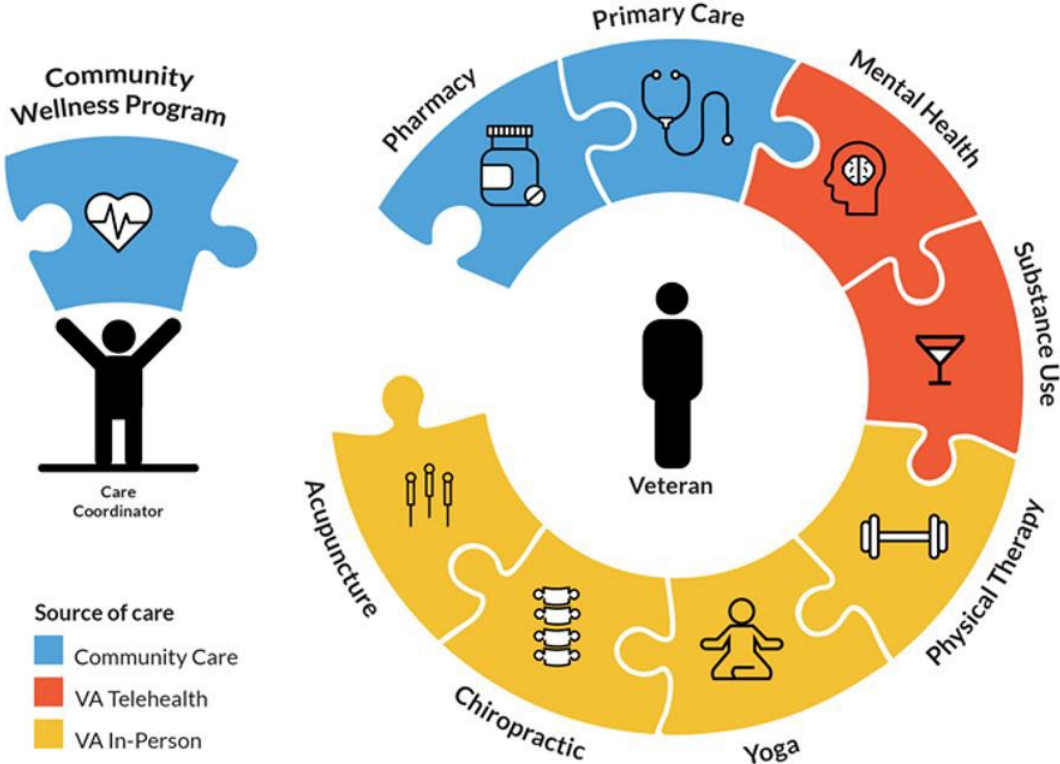 Community
Wellness Program
Care
Coordinator
Pharmacy
Primary Care
Mental Health
Substance Use
Physical Therapy
Yoga
Chiropractic
Acupuncture
Veteran
Source of care
Community Care
VA Telehealth
VA In-Person